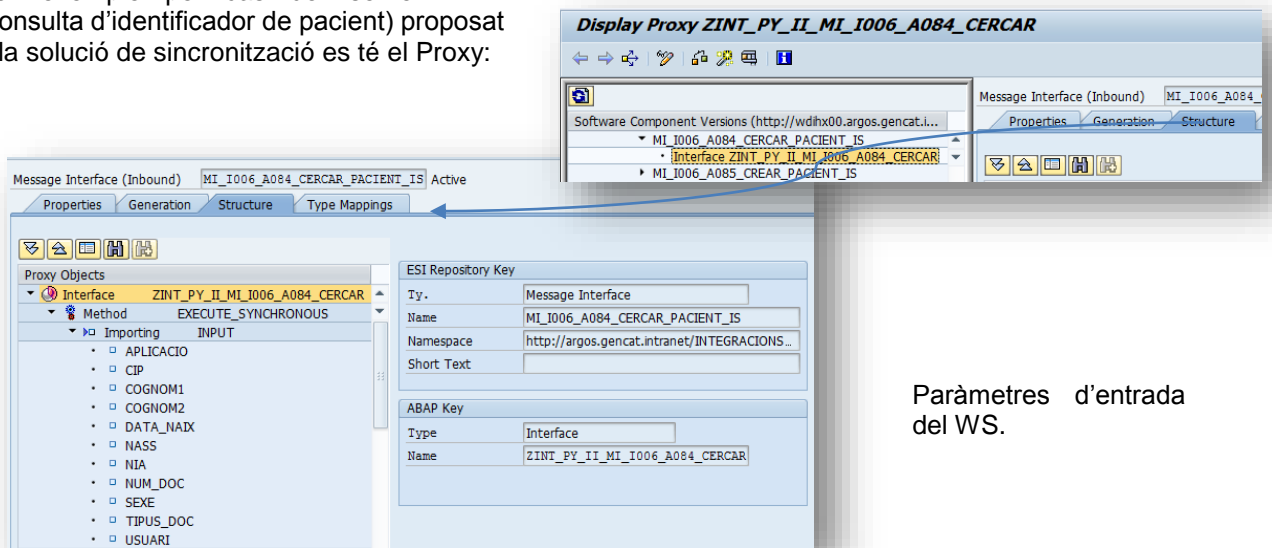 onsulta d'identificador de pacient) proposat
la solució de sincronització es té el Proxy:
Display Proxy ZINT_PY_II_MI_I006_A084_CERCAR
Software Component Versions (http://wdihx00.argos.gencat.i...
MI_I006_A084_CERCAR_PACIENT_IS
Interface ZINT_PY_II_MI_I006_A084_CERCAR
MI_I006_A085_CREAR_PACIENT_IS
Message Interface (Inbound) MI_I006_A084_
Properties Generation Structure
Message Interface (Inbound) MI_I006_A084_CERCAR_PACIENT_IS Active
Properties Generation Structure Type Mappings
Proxy Objects
Interface ZINT_PY_II_MI_I006_A084_CERCAR
Method EXECUTE_SYNCHRONOUS
Importing INPUT
APLICACIO
CIP
COGNOM1
COGNOM2
DATA_NAIX
NASS
NIA
NUM_DOC
SEXE
TIPUS_DOC
USUARI
ESI Repository Key
Ty. Message Interface
Name MI_I006_A084_CERCAR_PACIENT_IS
Namespace http://argos.gencat.intranet/INTEGRACIONS...
Short Text
ABAP Key
Type Interface
Name ZINT_PY_II_MI_I006_A084_CERCAR
Paràmetres d'entrada
del WS.